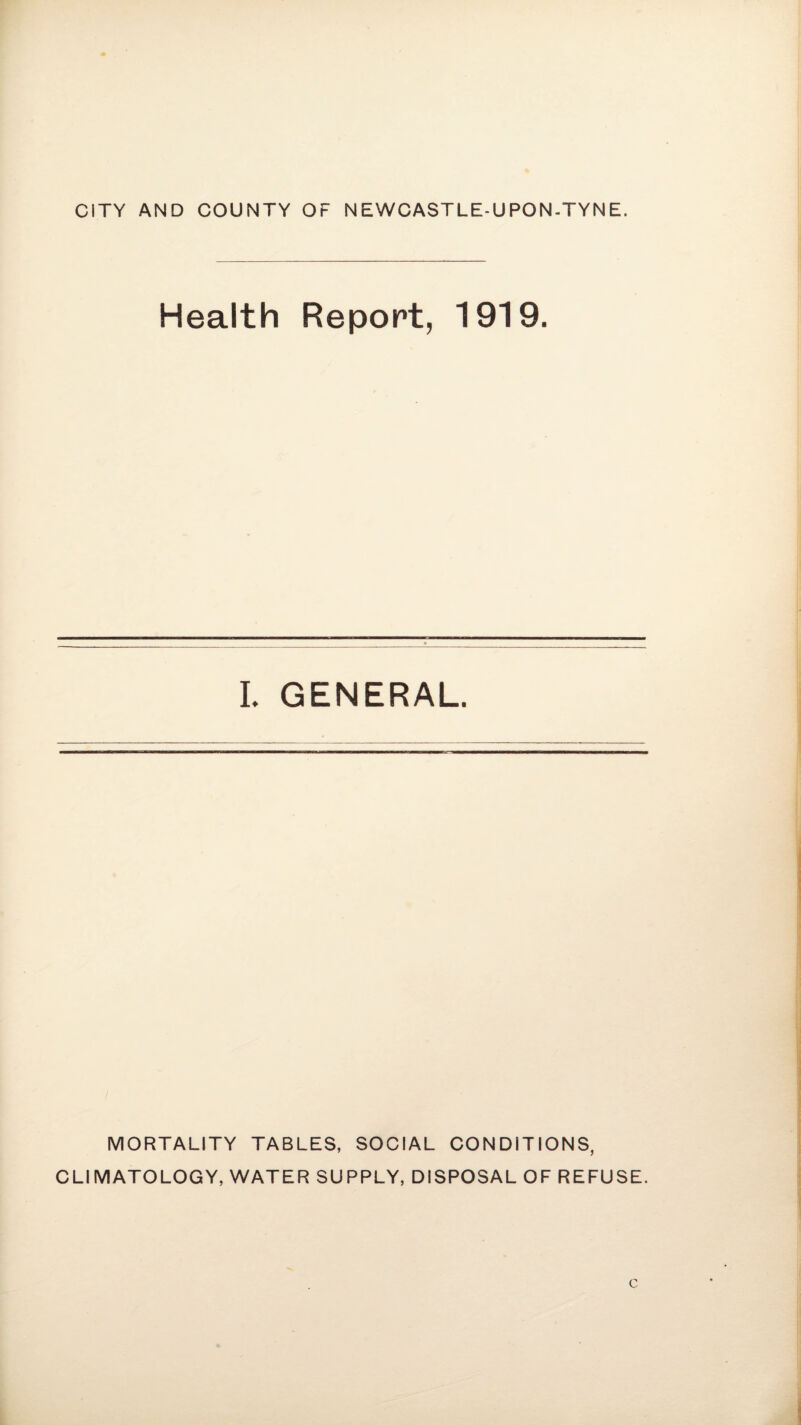 CITY AND COUNTY OF NEWCASTLE-UPON-TYNE.
Health Report, 1919.
I. GENERAL.
MORTALITY TABLES, SOCIAL CONDITIONS,
CLIMATOLOGY, WATER SUPPLY, DISPOSAL OF REFUSE.
C